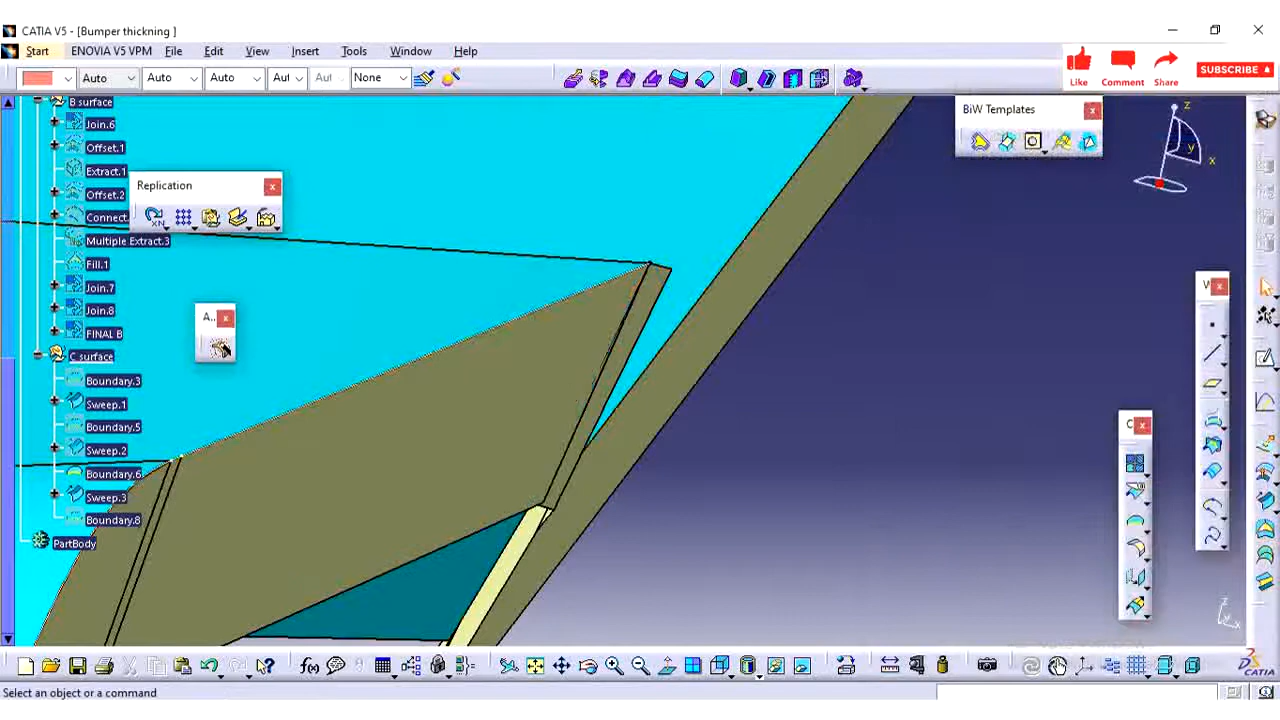 CATIA V5 - [Bumper thickning ]
Start ENOVIA V5 VPM File Edit View Insert Tools Window Help
Auto Auto Auto Aut Aut None
Like Comment Share SUBSCRIBE
B surface
Join.6
Offset.1
Extract.1
Offset.2
Connect.
Multiple Extract.3
Fill.1
Join.7
Join.8
FINAL B
C surface
Boundary.3
Sweep.1
Boundary.5
Sweep.2
Boundary.6
Sweep.3
Boundary.8
PartBody
Replication
A..
BiW Templates
z
y
x
C
f(x)
CATIA
Select an object or a command